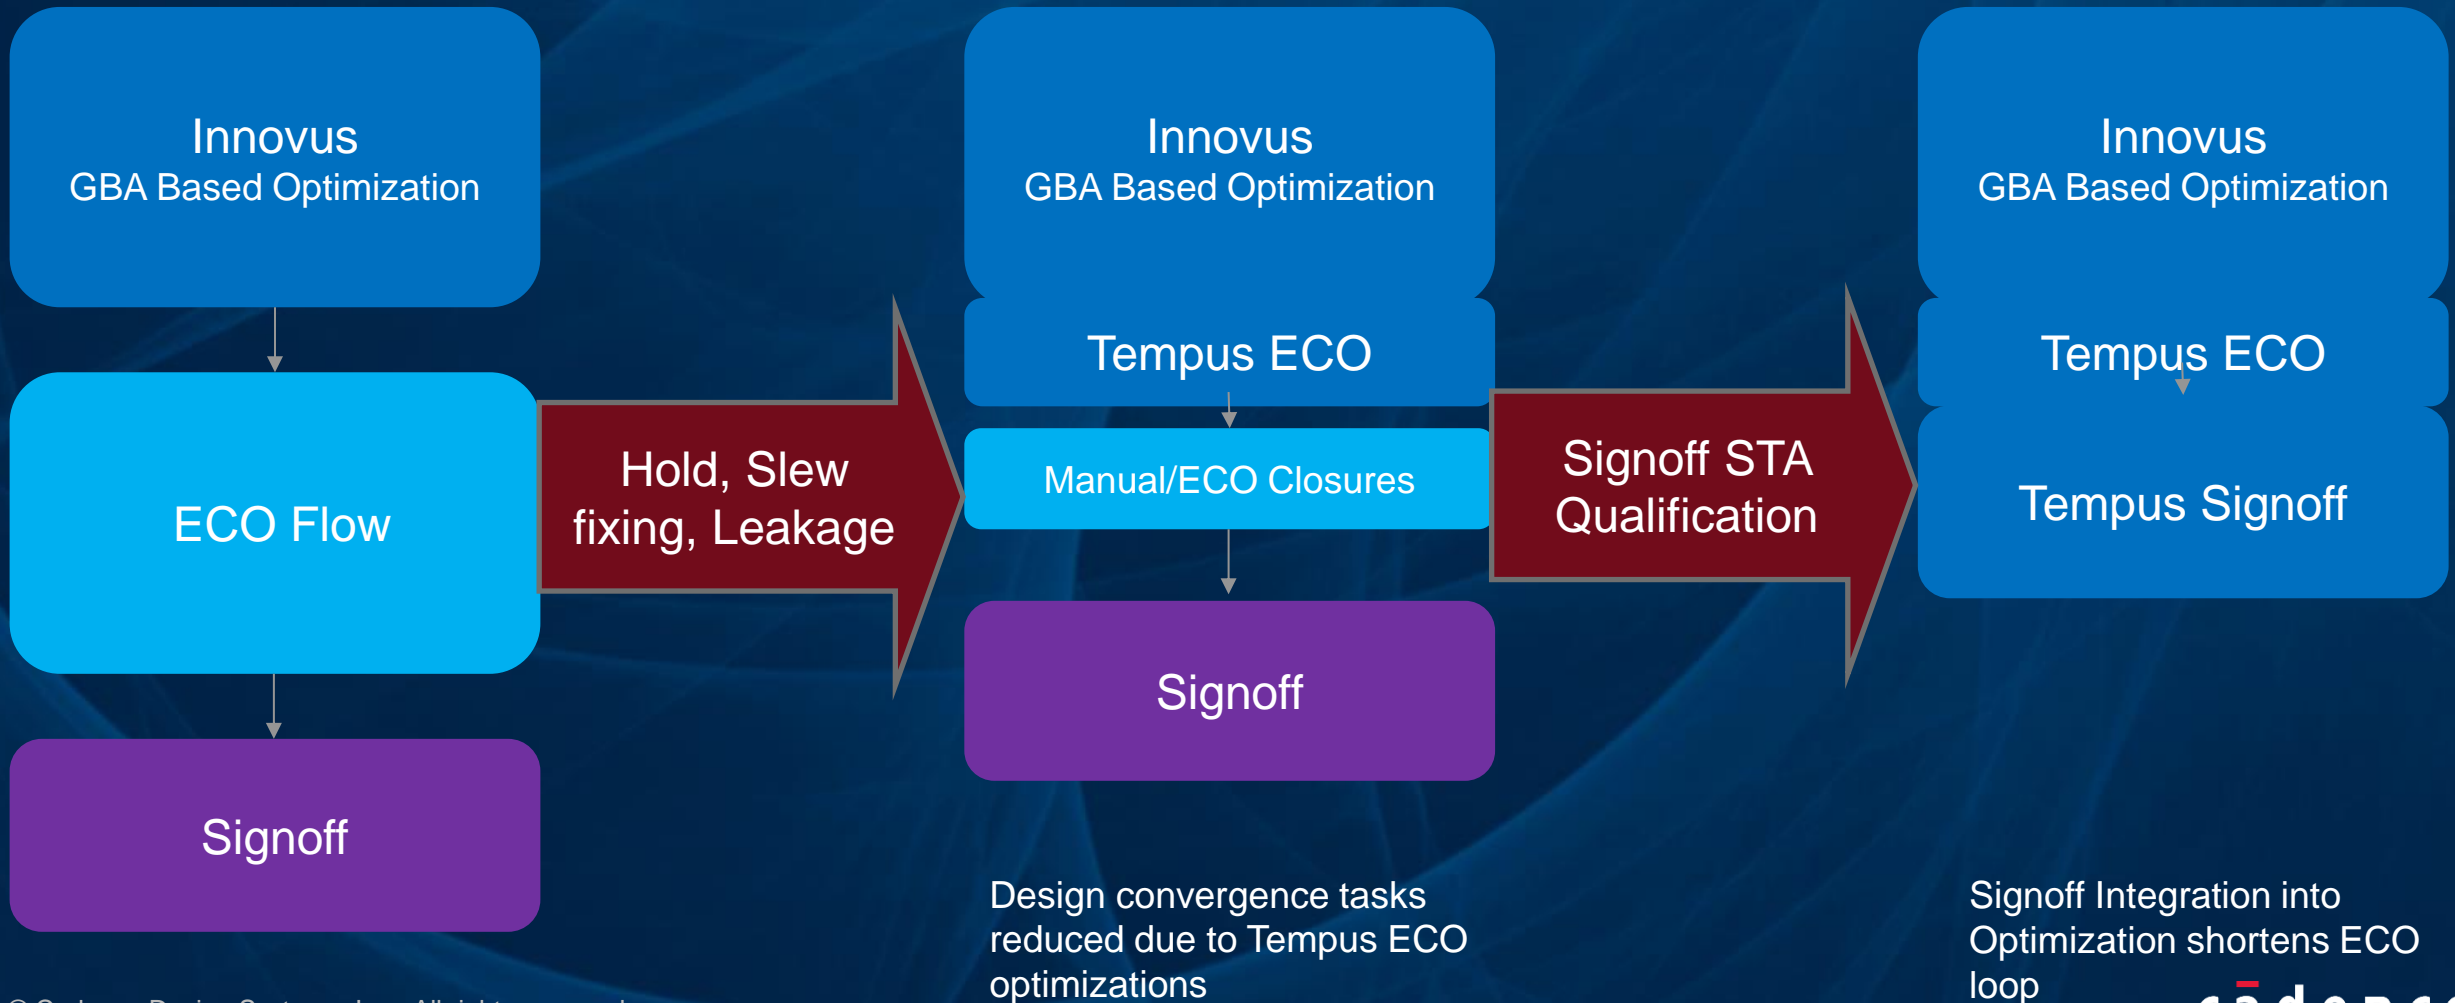 Innovus
GBA Based Optimization
ECO Flow
Signoff
Hold, Slew
fixing, Leakage
Innovus
GBA Based Optimization
Tempus ECO
Manual/ECO Closures
Signoff
Design convergence tasks
reduced due to Tempus ECO
optimizations
Signoff STA
Qualification
Innovus
GBA Based Optimization
Tempus ECO
Tempus Signoff
Signoff Integration into
Optimization shortens ECO
loop